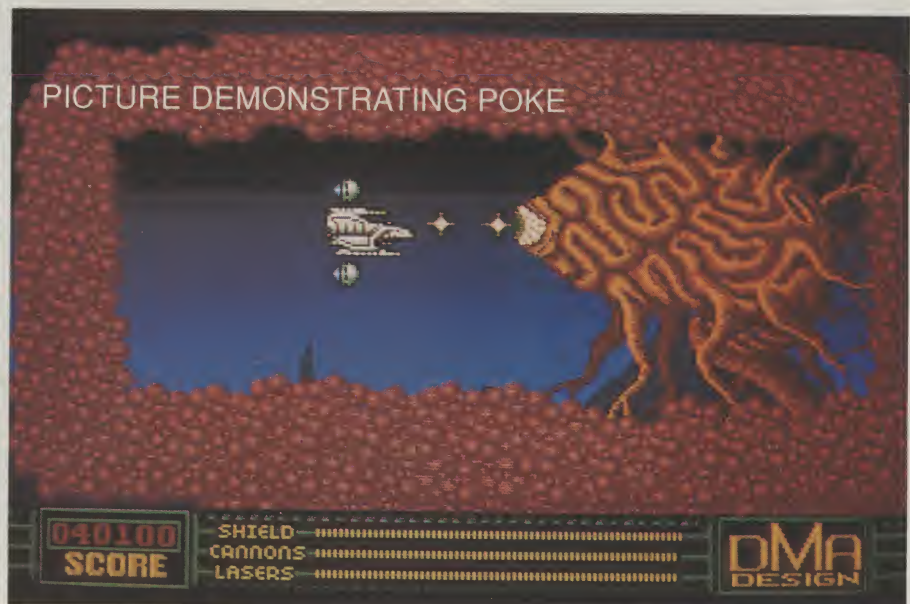 PICTURE DEMONSTRATING POKE
040100
SCORE
SHIELD
CANNONS
LASERS
DMA
DESIGN